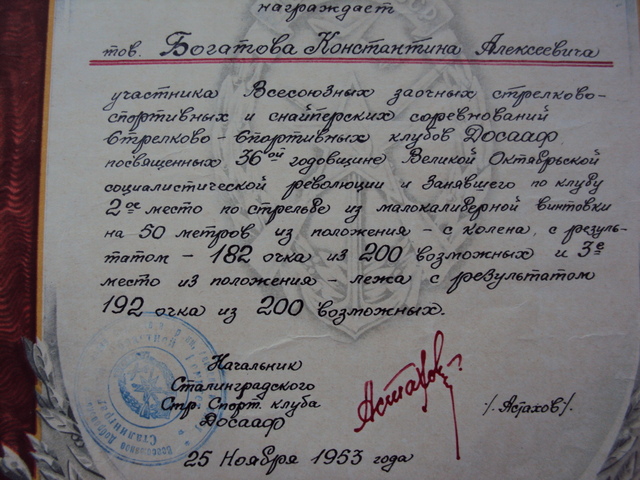 награждает
тов. Богатова Константина Алексеевича
участника Всесоюзных заочных стрелково-
спортивных и снайперских соревнований
Стрелково-Спортивных клубов Досааф,
посвященных 36ой годовщине Великой Октябрьской
социалистической революции и занявшего по клубу
2ое место по стрельбе из малокалиберной винтовки
на 50 метров из положения - с колена, с резуль-
татом - 182 очка из 200 возможных и 3е
место из положения - лежа с результатом
192 очка из 200 возможных.
Начальник
Сталинградского
Стр. Спорт. клуба
Досааф
Астахов
/Астахов/.
25 Ноября 1953 года